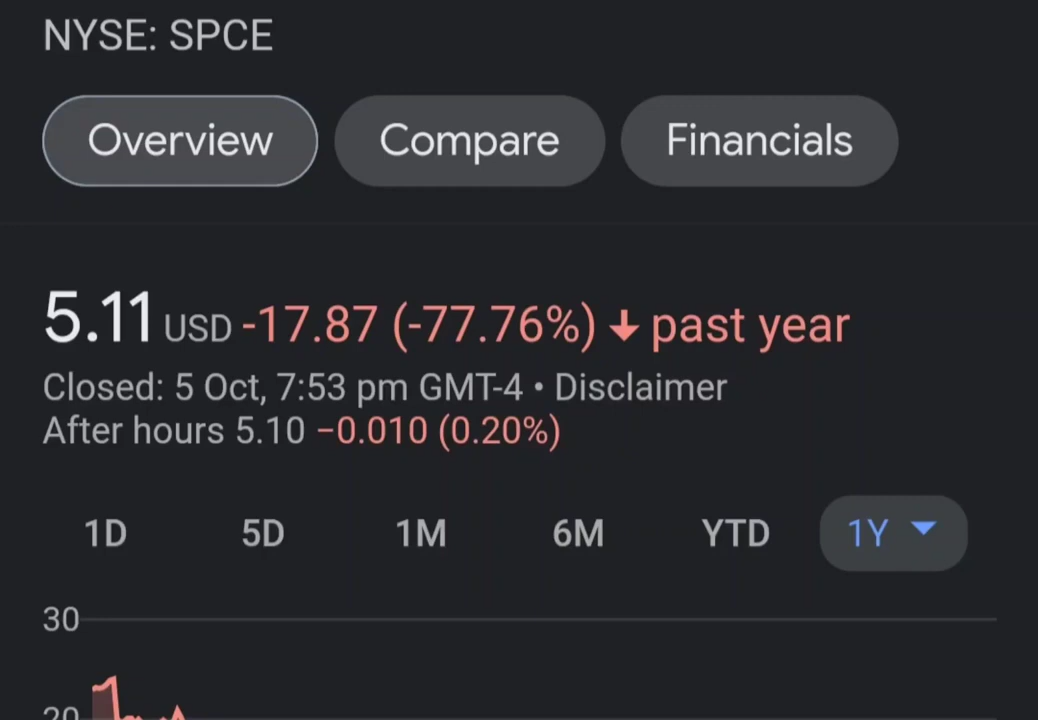 NYSE: SPCE
Overview Compare Financials
5.11 USD -17.87 (-77.76%) ↓ past year
Closed: 5 Oct, 7:53 pm GMT-4 • Disclaimer
After hours 5.10 −0.010 (0.20%)
1D 5D 1M 6M YTD 1Y
30
20